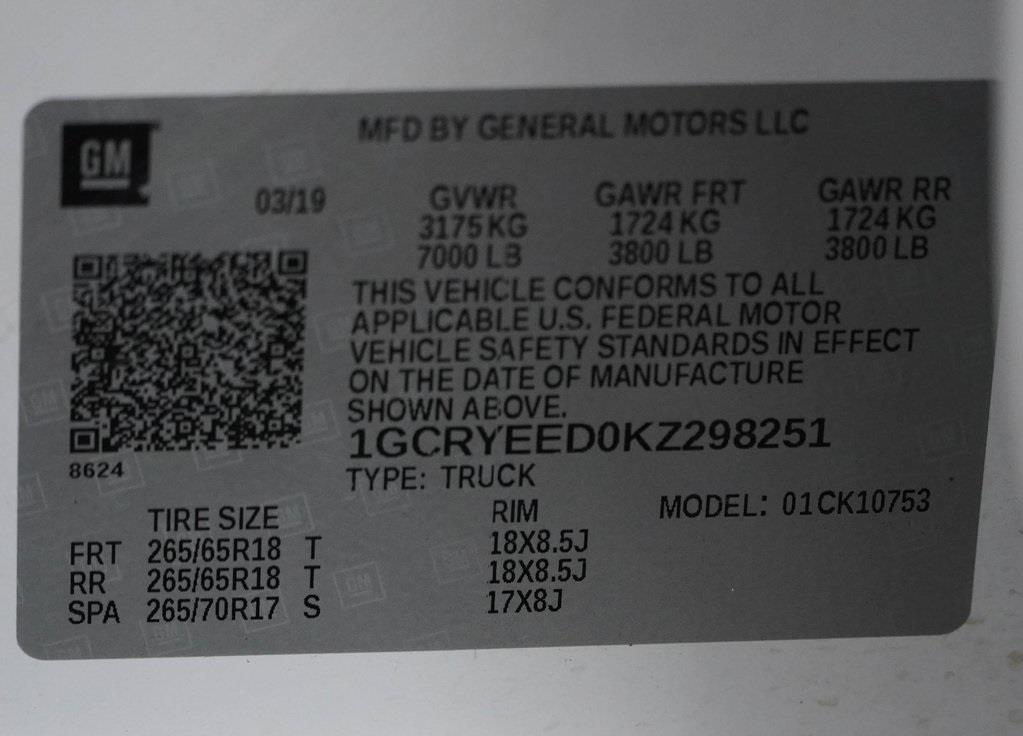 GM
MFD BY GENERAL MOTORS LLC
03/19
GVWR GAWR FRT GAWR RR
3175 KG 1724 KG 1724 KG
7000 LB 3800 LB 3800 LB
THIS VEHICLE CONFORMS TO ALL
APPLICABLE U.S. FEDERAL MOTOR
VEHICLE SAFETY STANDARDS IN EFFECT
ON THE DATE OF MANUFACTURE
SHOWN ABOVE.
1GCRYEED0KZ298251
8624
TYPE: TRUCK
MODEL: 01CK10753
TIRE SIZE RIM
FRT 265/65R18 T 18X8.5J
RR 265/65R18 T 18X8.5J
SPA 265/70R17 S 17X8J